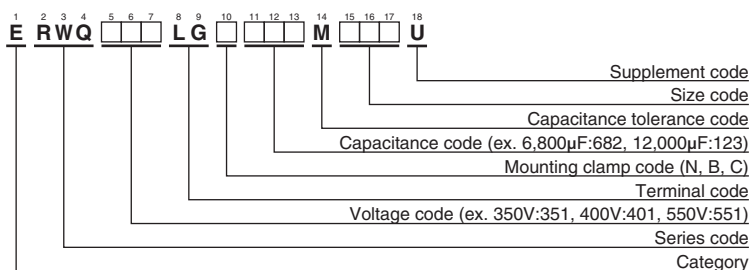 1 2 3 4 5 6 7 8 9 10 11 12 13 14 15 16 17 18
E R W Q □□□ L G □ □□□ M □□□ U
Supplement code
Size code
Capacitance tolerance code
Capacitance code (ex. 6,800µF:682, 12,000µF:123)
Mounting clamp code (N, B, C)
Terminal code
Voltage code (ex. 350V:351, 400V:401, 550V:551)
Series code
Category